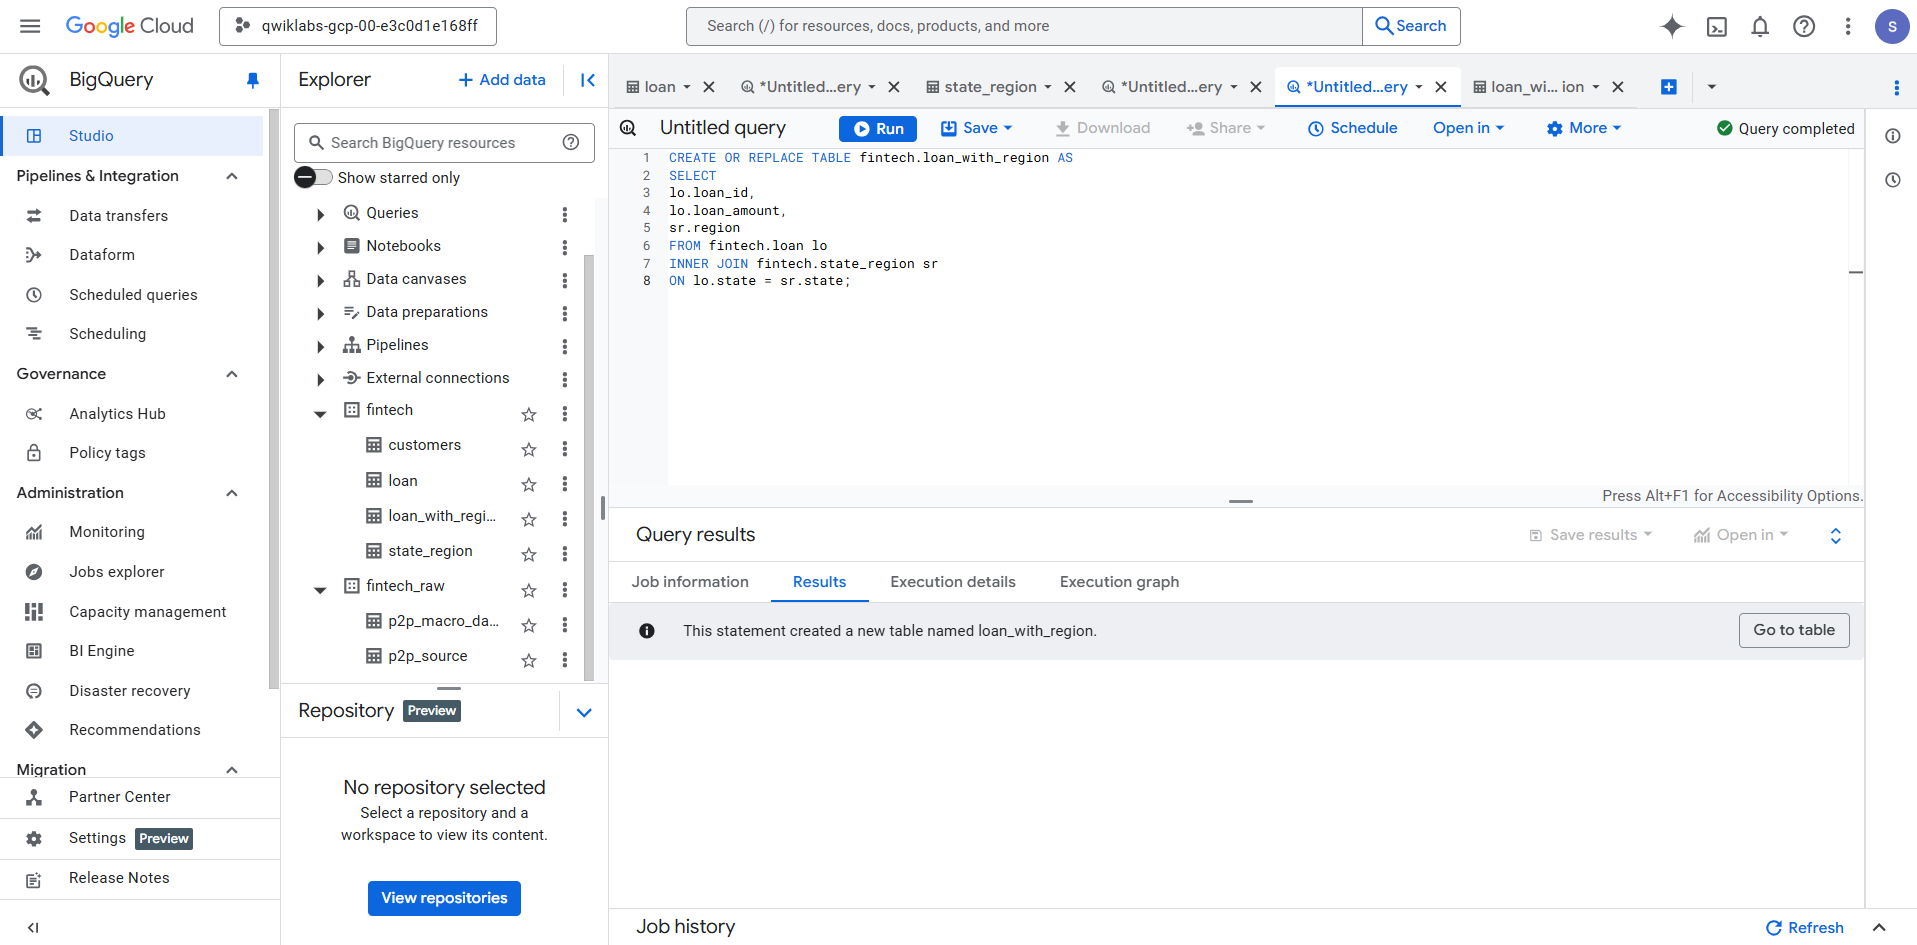 Google Cloud
qwiklabs-gcp-00-e3c0d1e168ff
Search (/) for resources, docs, products, and more
Search
S
BigQuery
Studio
Pipelines & Integration
Data transfers
Dataform
Scheduled queries
Scheduling
Governance
Analytics Hub
Policy tags
Administration
Monitoring
Jobs explorer
Capacity management
BI Engine
Disaster recovery
Recommendations
Migration
Partner Center
Settings Preview
Release Notes
Explorer
Add data
Search BigQuery resources
Show starred only
Queries
Notebooks
Data canvases
Data preparations
Pipelines
External connections
fintech
customers
loan
loan_with_regi...
state_region
fintech_raw
p2p_macro_da...
p2p_source
Repository Preview
No repository selected
Select a repository and a
workspace to view its content.
View repositories
loan
*Untitled...ery
state_region
*Untitled...ery
*Untitled...ery
loan_wi... ion
Untitled query
Run
Save
Download
Share
Schedule
Open in
More
Query completed
1 CREATE OR REPLACE TABLE fintech.loan_with_region AS
2 SELECT
3 lo.loan_id,
4 lo.loan_amount,
5 sr.region
6 FROM fintech.loan lo
7 INNER JOIN fintech.state_region sr
8 ON lo.state = sr.state;
Press Alt+F1 for Accessibility Options.
Query results
Save results
Open in
Job information
Results
Execution details
Execution graph
This statement created a new table named loan_with_region.
Go to table
Job history
Refresh